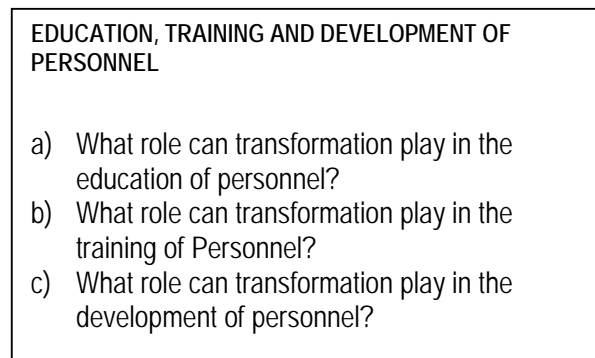 EDUCATION, TRAINING AND DEVELOPMENT OF
PERSONNEL
a) What role can transformation play in the
education of personnel?
b) What role can transformation play in the
training of Personnel?
c) What role can transformation play in the
development of personnel?